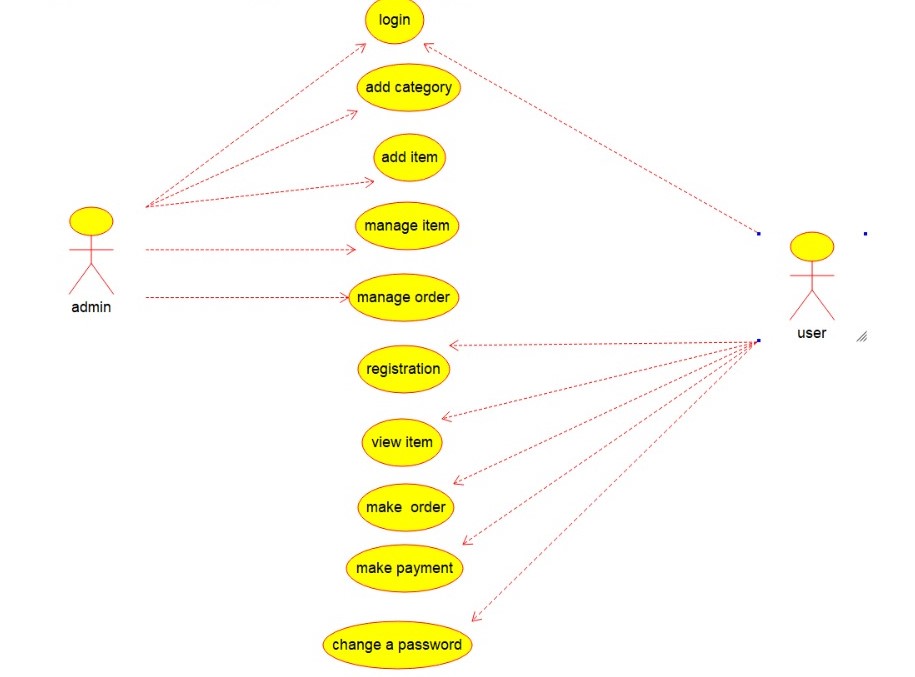 login
add category
add item
manage item
admin
manage order
user
registration
view item
make  order
make payment
change a password